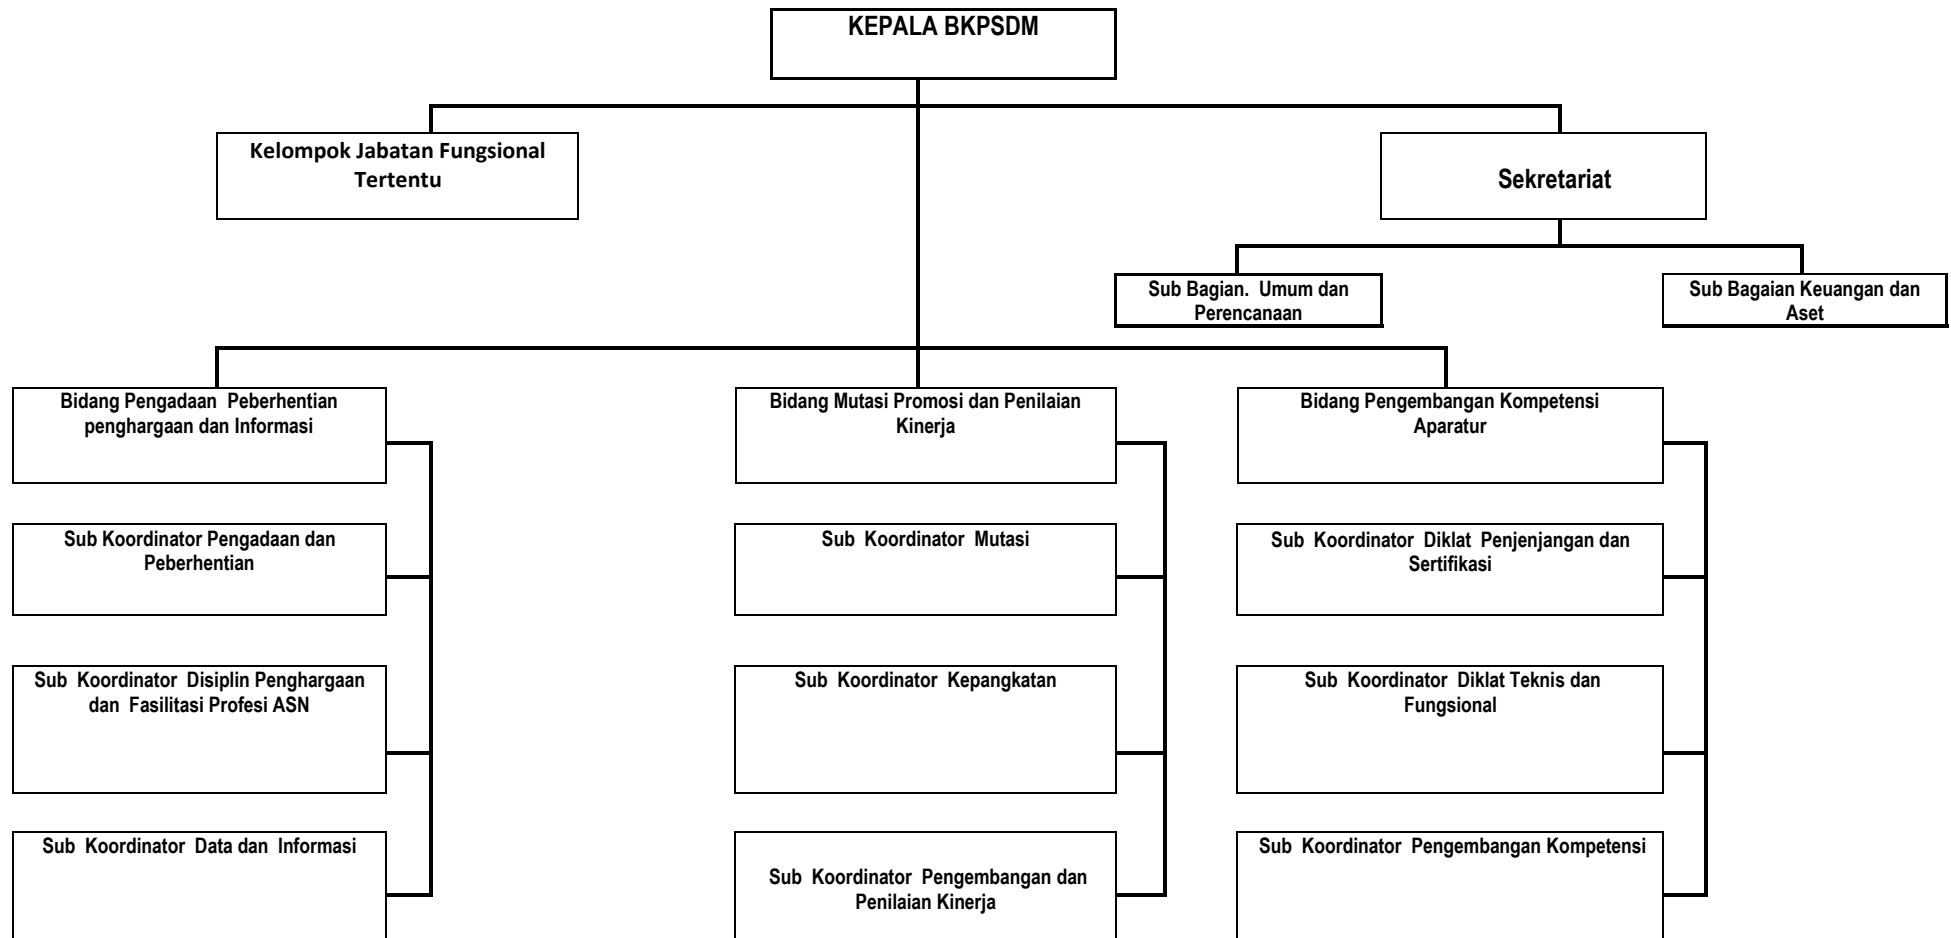 KEPALA BKPSDM
Kelompok Jabatan Fungsional
Tertentu
Sekretariat
Sub Bagian. Umum dan
Perencanaan
Sub Bagaian Keuangan dan
Aset
Bidang Pengadaan Peberhentian
penghargaan dan Informasi
Bidang Mutasi Promosi dan Penilaian
Kinerja
Bidang Pengembangan Kompetensi
Aparatur
Sub Koordinator Pengadaan dan
Peberhentian
Sub Koordinator Mutasi
Sub Koordinator Diklat Penjenjangan dan
Sertifikasi
Sub Koordinator Disiplin Penghargaan
dan Fasilitasi Profesi ASN
Sub Koordinator Kepangkatan
Sub Koordinator Diklat Teknis dan
Fungsional
Sub Koordinator Data dan Informasi
Sub Koordinator Pengembangan dan
Penilaian Kinerja
Sub Koordinator Pengembangan Kompetensi